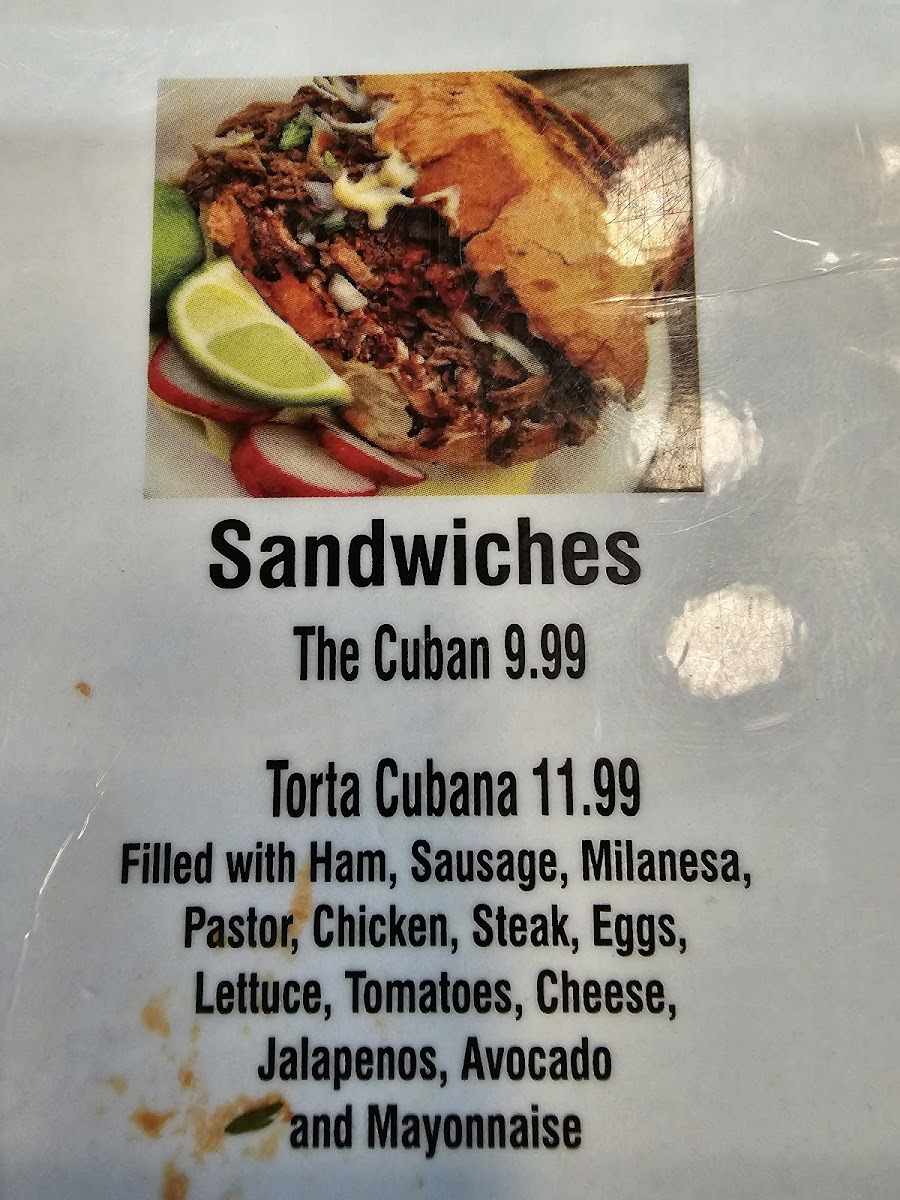 Sandwiches
The Cuban 9.99
Torta Cubana 11.99
Filled with Ham, Sausage, Milanesa,
Pastor, Chicken, Steak, Eggs,
Lettuce, Tomatoes, Cheese,
Jalapenos, Avocado
and Mayonnaise